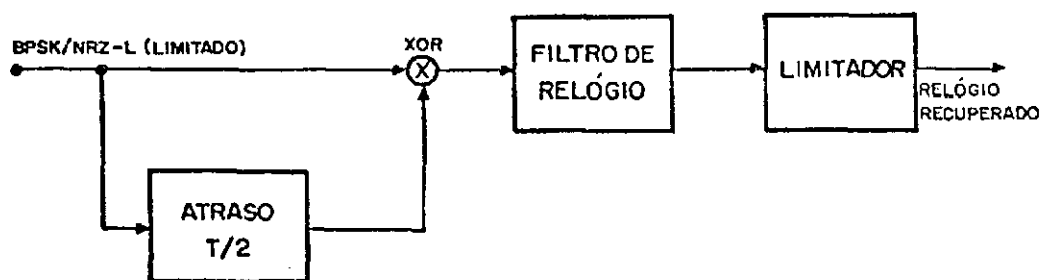 BPSK/NRZ-L (LIMITADO)
XOR
X
FILTRO DE
RELÓGIO
LIMITADOR
RELÓGIO
RECUPERADO
ATRASO
T/2